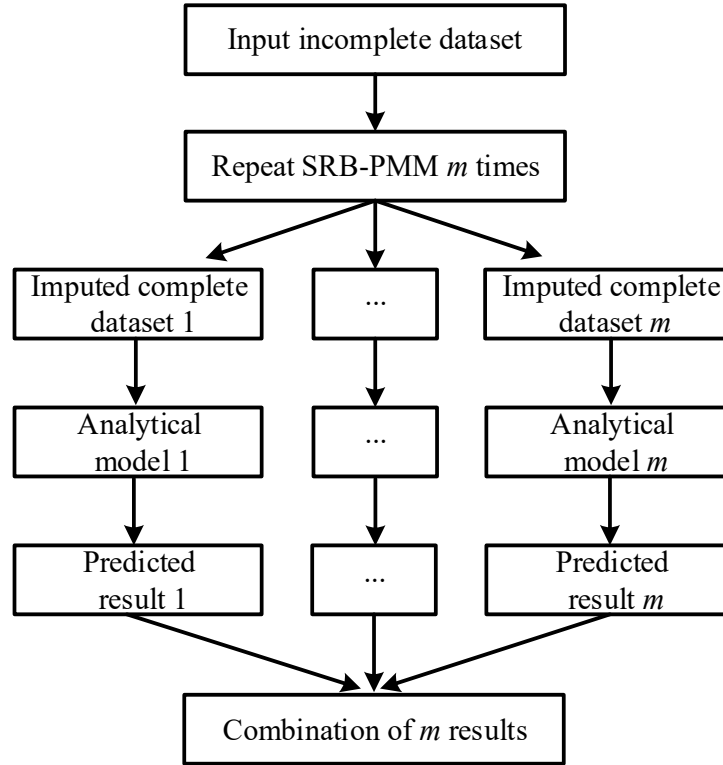 Input incomplete dataset
Repeat SRB-PMM m times
Imputed complete
dataset 1
...
Imputed complete
dataset m
Analytical
model 1
...
Analytical
model m
Predicted
result 1
...
Predicted
result m
Combination of m results